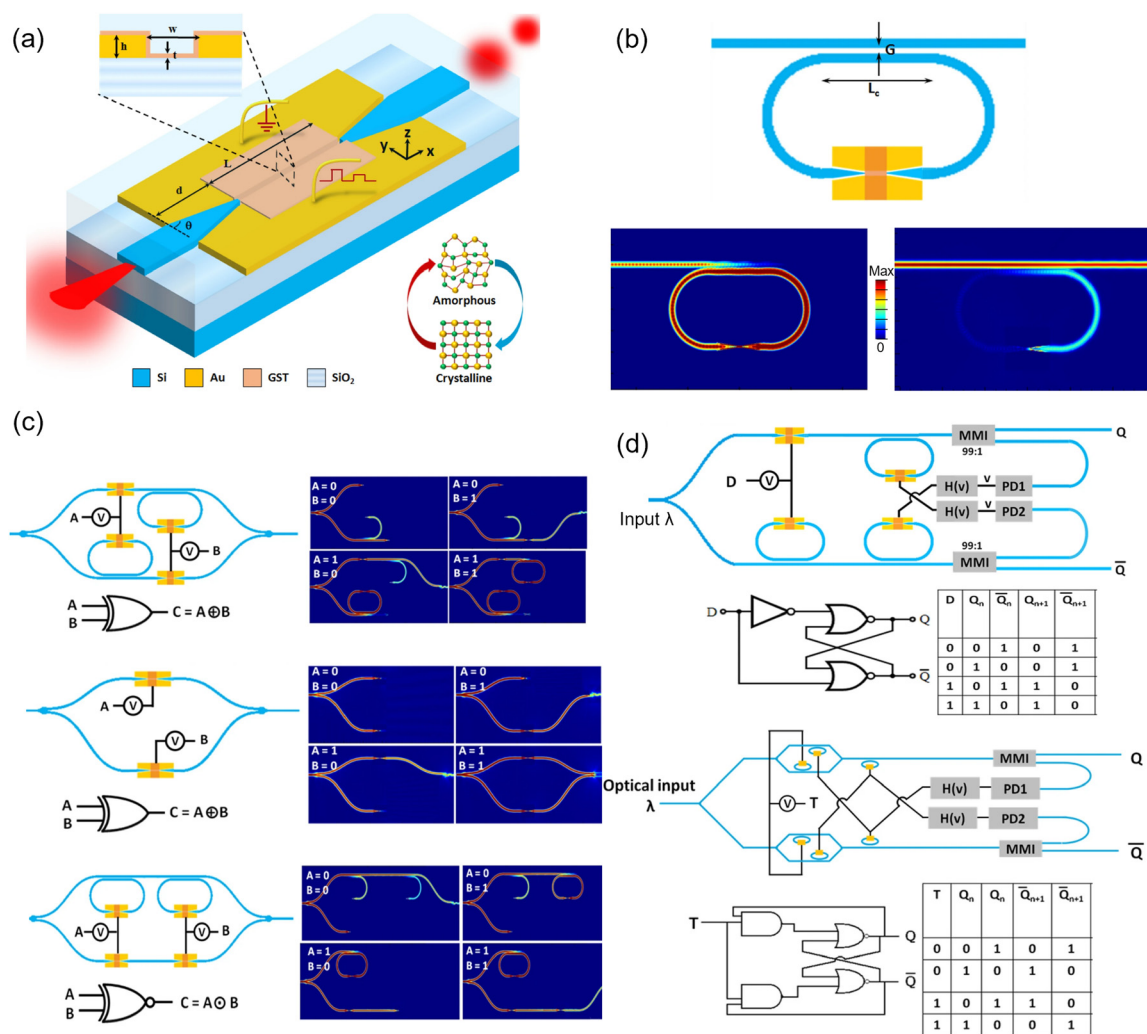 (a)
w
h
t
L
d
θ
z
y
x
Amorphous
Crystalline
Si
Au
GST
SiO₂
(b)
G
Lc
Max
0
(c)
A
V
V
B
A
B
C = A⊕B
A = 0
B = 0
A = 0
B = 1
A = 1
B = 0
A = 1
B = 1
A
V
V
B
A
B
C = A⊕B
A = 0
B = 0
A = 0
B = 1
A = 1
B = 0
A = 1
B = 1
A
V
V
B
A
B
C = A⊙ B
A = 0
B = 0
A = 0
B = 1
A = 1
B = 0
A = 1
B = 1
(d)
MMI
Q
99:1
D
V
H(v)
V
PD1
Input λ
H(v)
V
PD2
99:1
MMI
Q̅
D
Q
Q̅
D Qn Q̅n Qn+1 Q̅n+1
0 0 1 0 1
0 1 0 0 1
1 0 1 1 0
1 1 0 1 0
MMI
Q
Optical input
λ
V
T
H(v)
PD1
H(v)
PD2
MMI
Q̅
T
Q
Q̅
T Qn Qn Q̅n+1 Q̅n+1
0 0 1 0 1
0 1 0 1 0
1 0 1 1 0
1 1 0 0 1